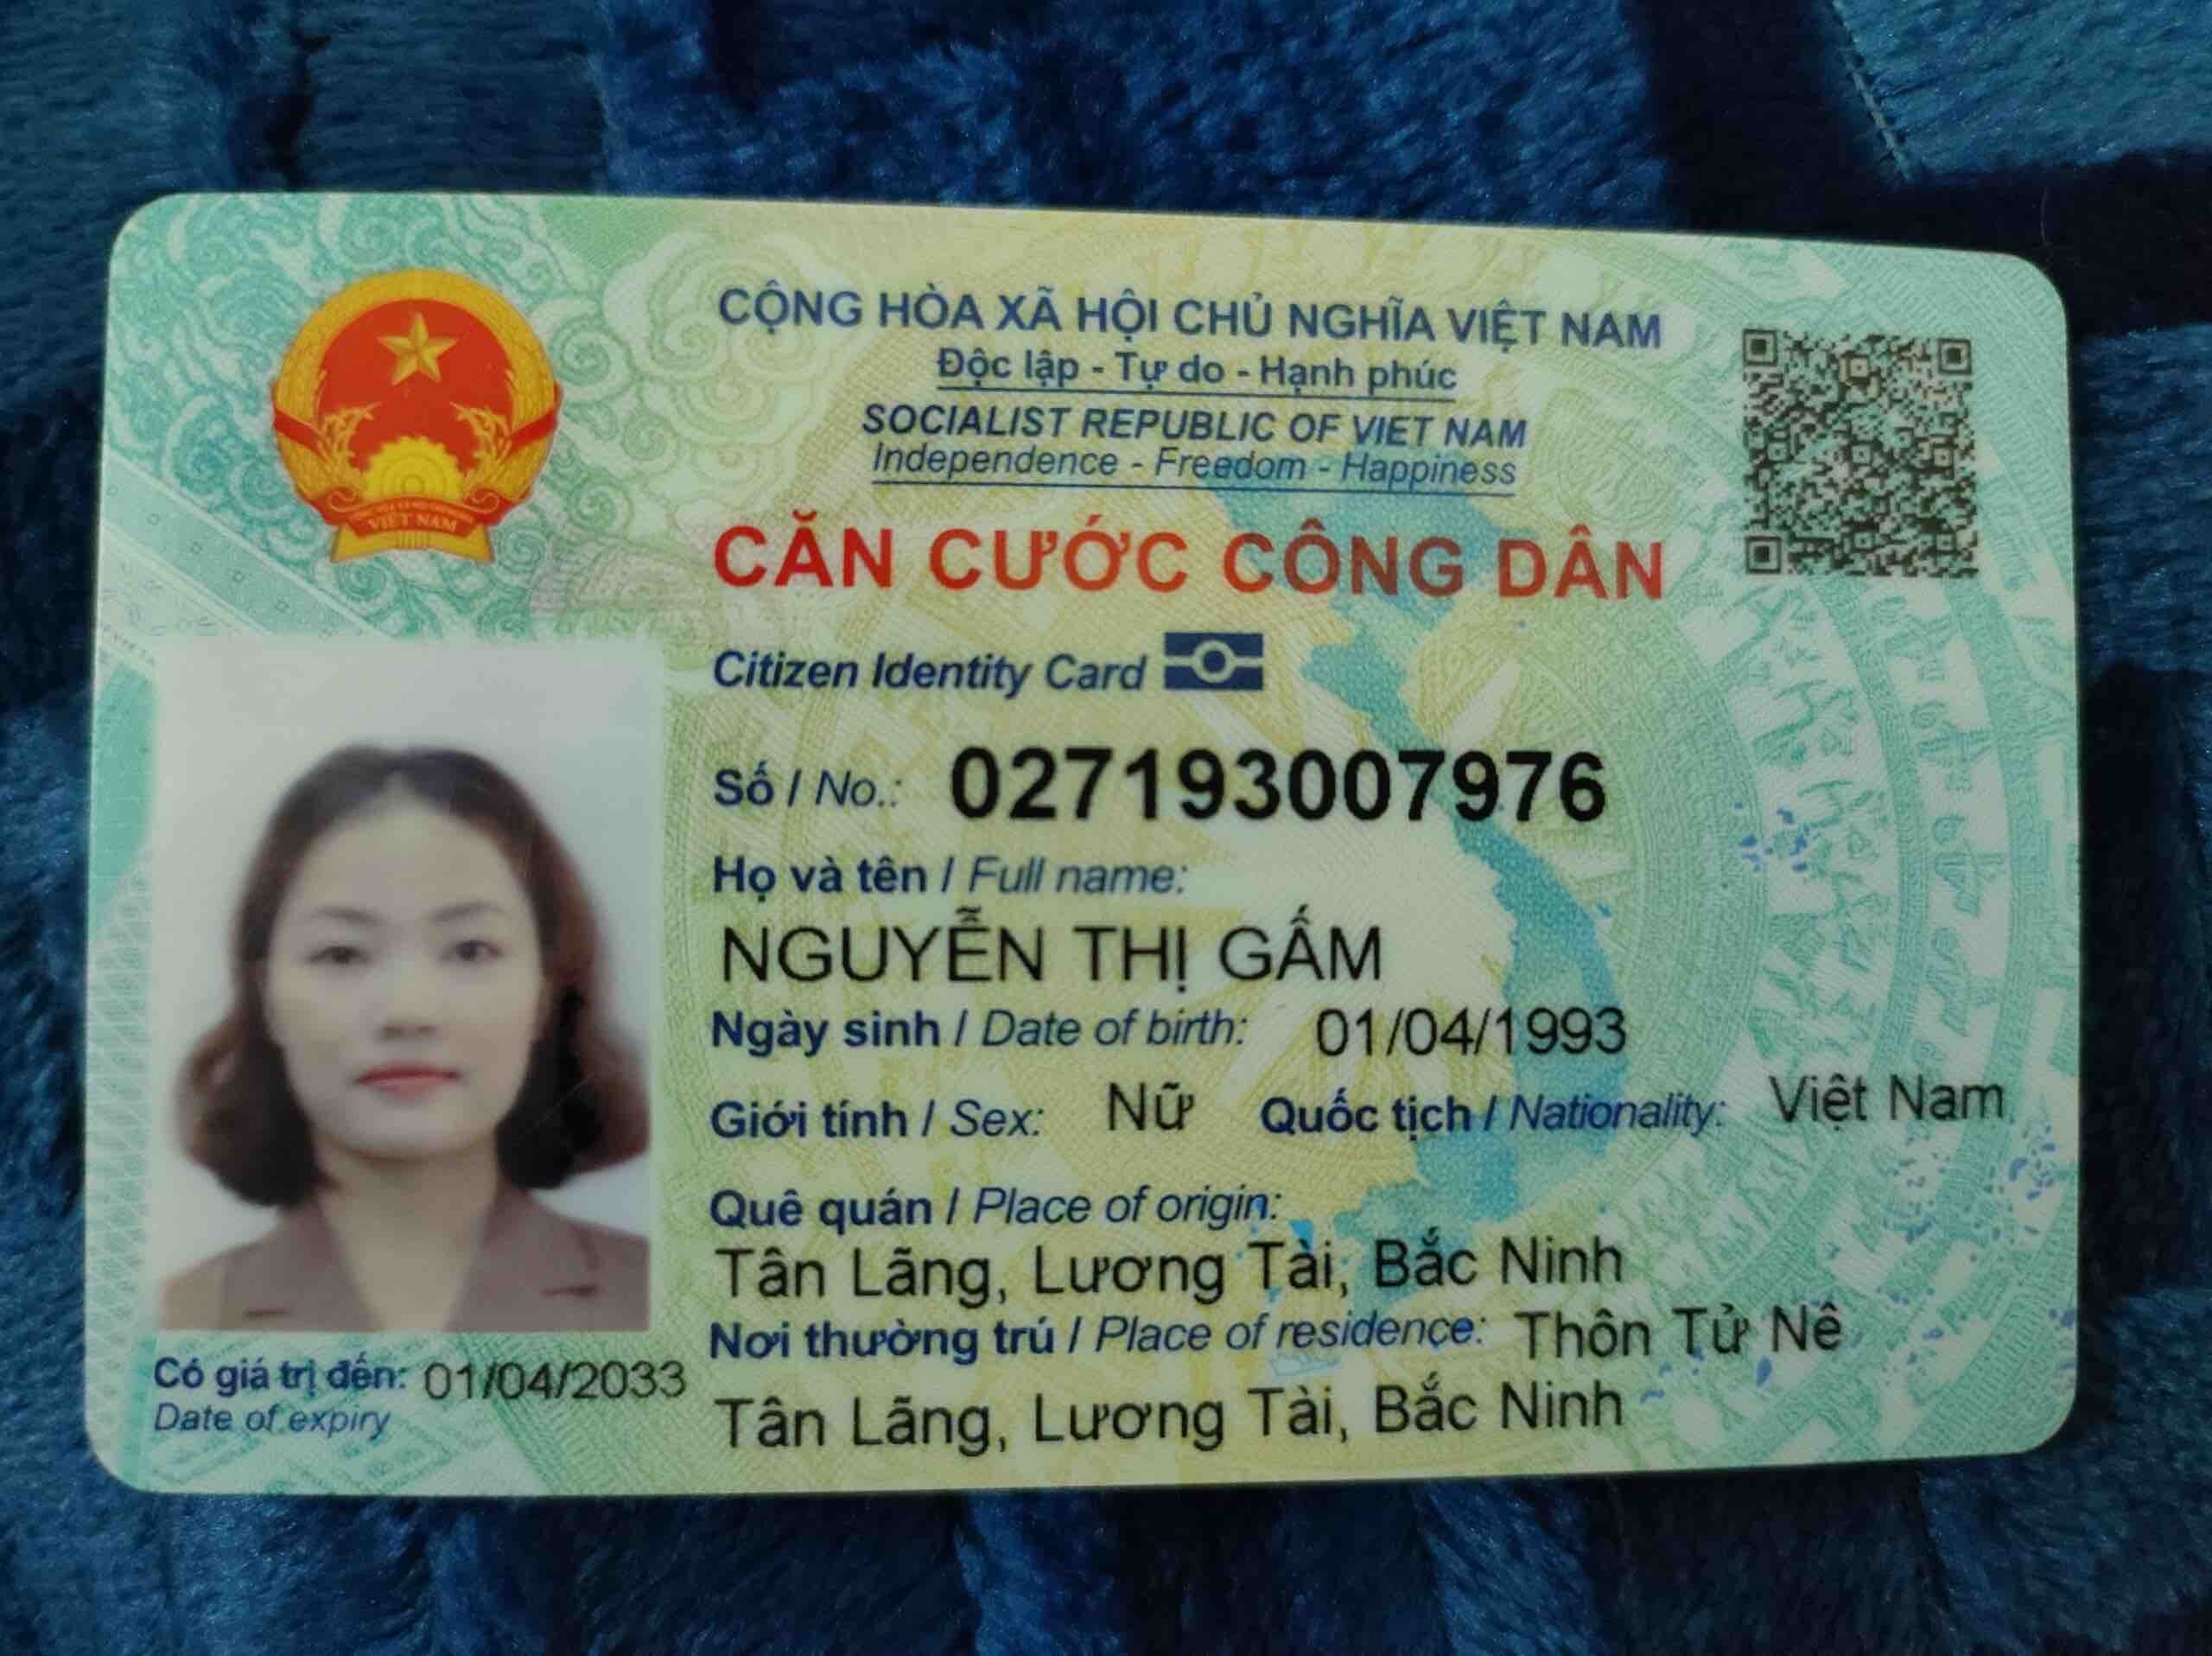 CỘNG HÒA XÃ HỘI CHỦ NGHĨA VIỆT NAM
Độc lập - Tự do - Hạnh phúc
SOCIALIST REPUBLIC OF VIET NAM
Independence - Freedom - Happiness
VIỆT NAM
CĂN CƯỚC CÔNG DÂN
Citizen Identity Card
Số / No.: 027193007976
Họ và tên / Full name:
NGUYỄN THỊ GẤM
Ngày sinh / Date of birth: 01/04/1993
Giới tính / Sex: Nữ Quốc tịch / Nationality: Việt Nam
Quê quán / Place of origin:
Tân Lãng, Lương Tài, Bắc Ninh
Nơi thường trú / Place of residence: Thôn Tử Nê
Tân Lãng, Lương Tài, Bắc Ninh
Có giá trị đến: 01/04/2033
Date of expiry